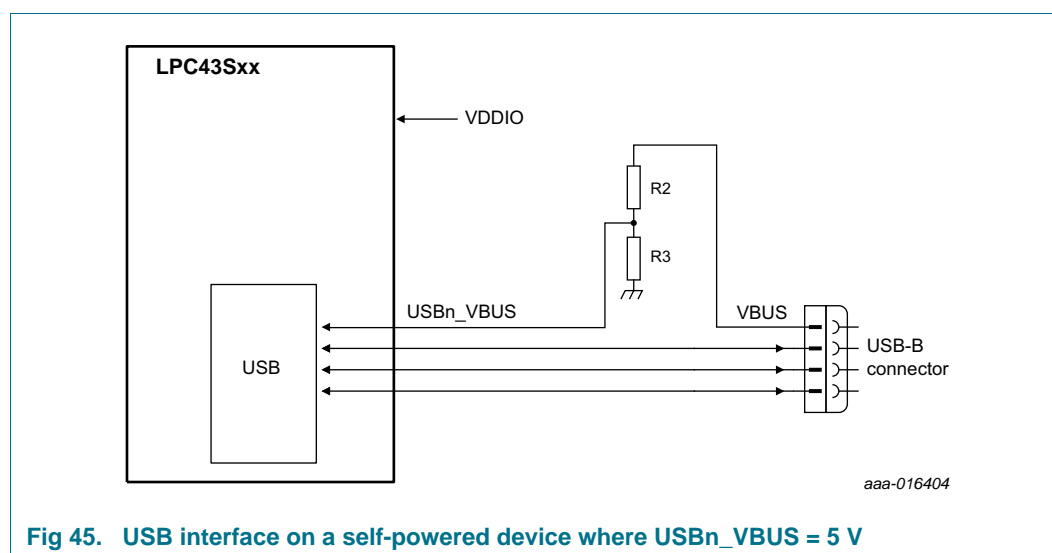 LPC43Sxx
VDDIO
R2
R3
USBn_VBUS
VBUS
USB
USB-B
connector
aaa-016404
Fig 45. USB interface on a self-powered device where USBn_VBUS = 5 V